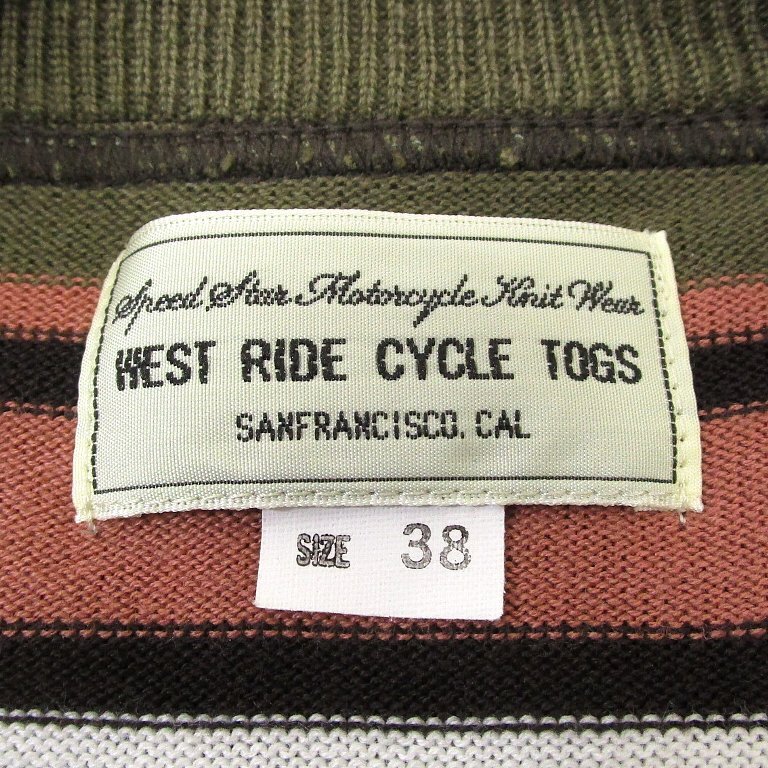 Speed Star Motorcycle Knit Wear
WEST RIDE CYCLE TOGS
SANFRANCISCO. CAL
SIZE 38